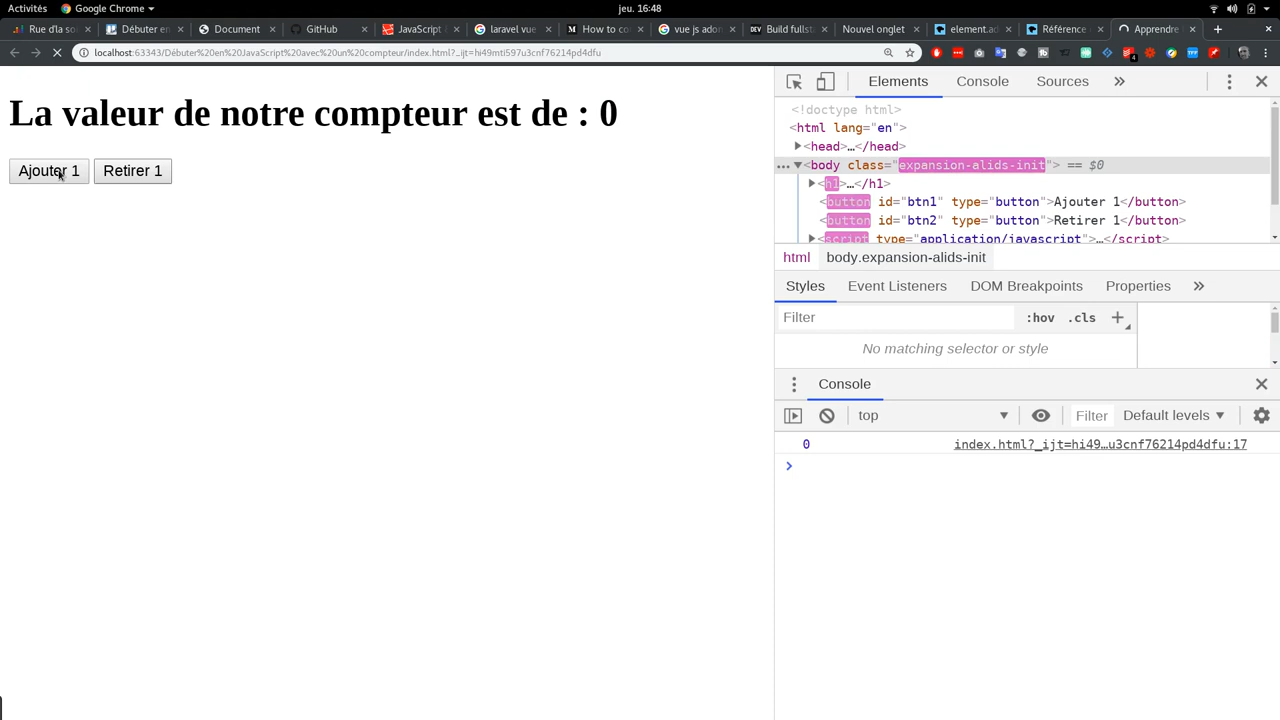 Activités Google Chrome jeu. 16:48
Rue d'la so Débuter en Document GitHub JavaScript & laravel vue How to co vue js ado Build fullst Nouvel onglet element.ad Référence Apprendre
localhost:63343/Débuter%20en%20JavaScript%20avec%20un%20compteur/index.html?_ijt=hi49mti597u3cnf76214pd4dfu
La valeur de notre compteur est de : 0
Ajouter 1 Retirer 1
Elements Console Sources
<!doctype html>
<html lang="en">
<head>…</head>
<body class="expansion-alids-init"> == $0
<h1>…</h1>
<button id="btn1" type="button">Ajouter 1</button>
<button id="btn2" type="button">Retirer 1</button>
<script type="application/javascript">…</script>
html body.expansion-alids-init
Styles Event Listeners DOM Breakpoints Properties
Filter :hov .cls
No matching selector or style
Console
top Filter Default levels
0 index.html?_ijt=hi49…u3cnf76214pd4dfu:17